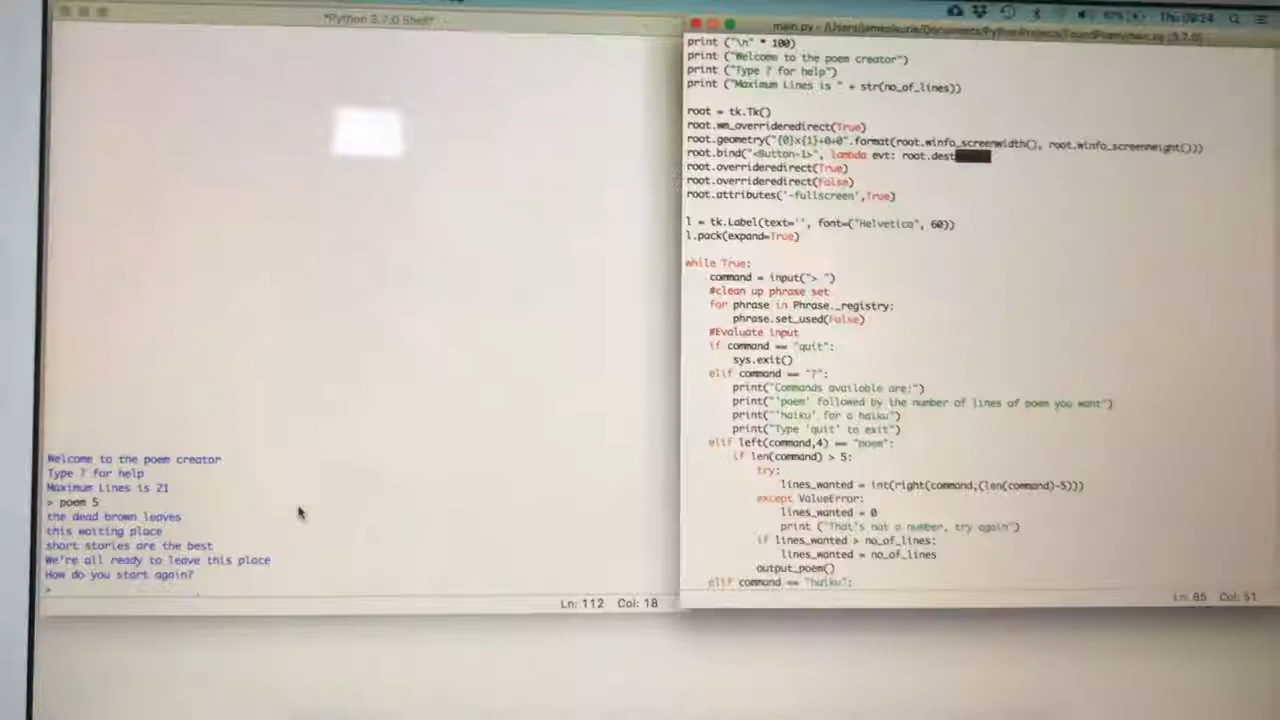 *Python 3.7.0 Shell*
Welcome to the poem creator
Type ? for help
Maximum Lines is 21
> poem 5
the dead brown leaves
this waiting place
short stories are the best
We're all ready to leave this place
How do you start again?
>
Ln: 112 Col: 18
Thu 09:24
main.py - (3.7.0)
print ("\n" * 100)
print ("Welcome to the poem creator")
print ("Type ? for help")
print ("Maximum Lines is " + str(no_of_lines))
root = tk.Tk()
root.wm_overrideredirect(True)
root.geometry("{0}x{1}+0+0".format(root.winfo_screenwidth(), root.winfo_screenheight()))
root.bind("<Button-1>", lambda evt: root.dest
root.overrideredirect(True)
root.overrideredirect(False)
root.attributes('-fullscreen',True)
l = tk.Label(text='', font=("Helvetica", 60))
l.pack(expand=True)
while True:
command = input("> ")
#clean up phrase set
for phrase in Phrase._registry:
phrase.set_used(False)
#Evaluate input
if command == "quit":
sys.exit()
elif command == "?":
print("Commands available are:")
print("'poem' followed by the number of lines of poem you want")
print("'haiku' for a haiku")
print("Type 'quit' to exit")
elif left(command,4) == "poem":
if len(command) > 5:
try:
lines_wanted = int(right(command,(len(command)-5)))
except ValueError:
lines_wanted = 0
print ("That's not a number, try again")
if lines_wanted > no_of_lines:
lines_wanted = no_of_lines
output_poem()
elif command == "haiku":
Ln: 85 Col: 51